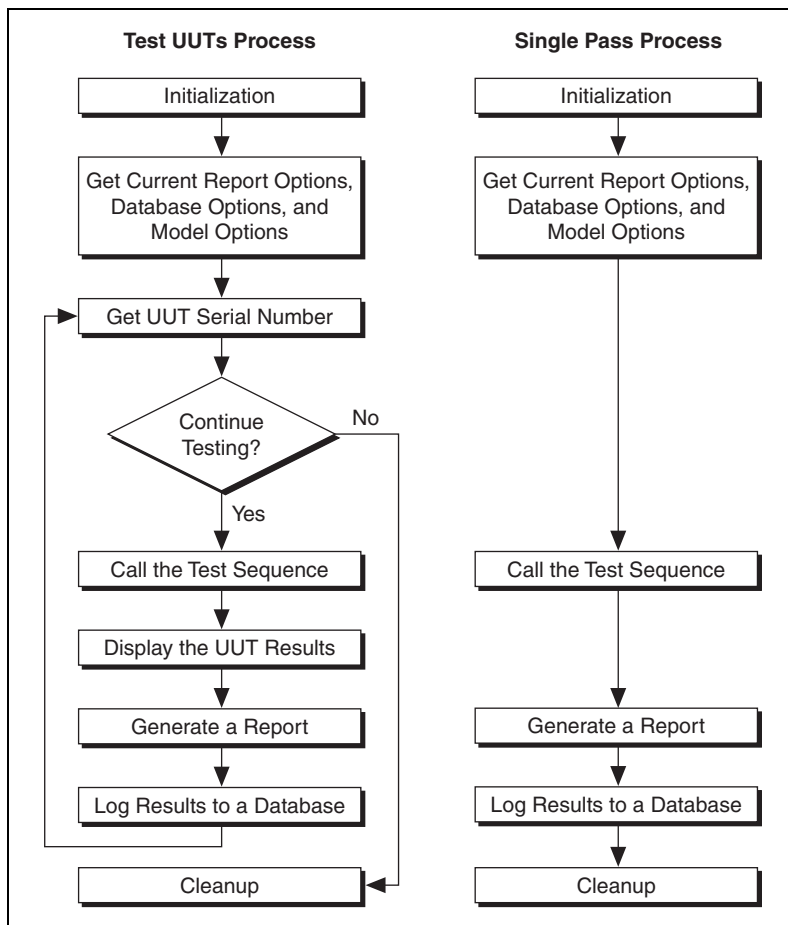 Test UUTs Process
Initialization
Get Current Report Options,
Database Options, and
Model Options
Get UUT Serial Number
Continue
Testing?
No
Yes
Call the Test Sequence
Display the UUT Results
Generate a Report
Log Results to a Database
Cleanup
Single Pass Process
Initialization
Get Current Report Options,
Database Options, and
Model Options
Call the Test Sequence
Generate a Report
Log Results to a Database
Cleanup